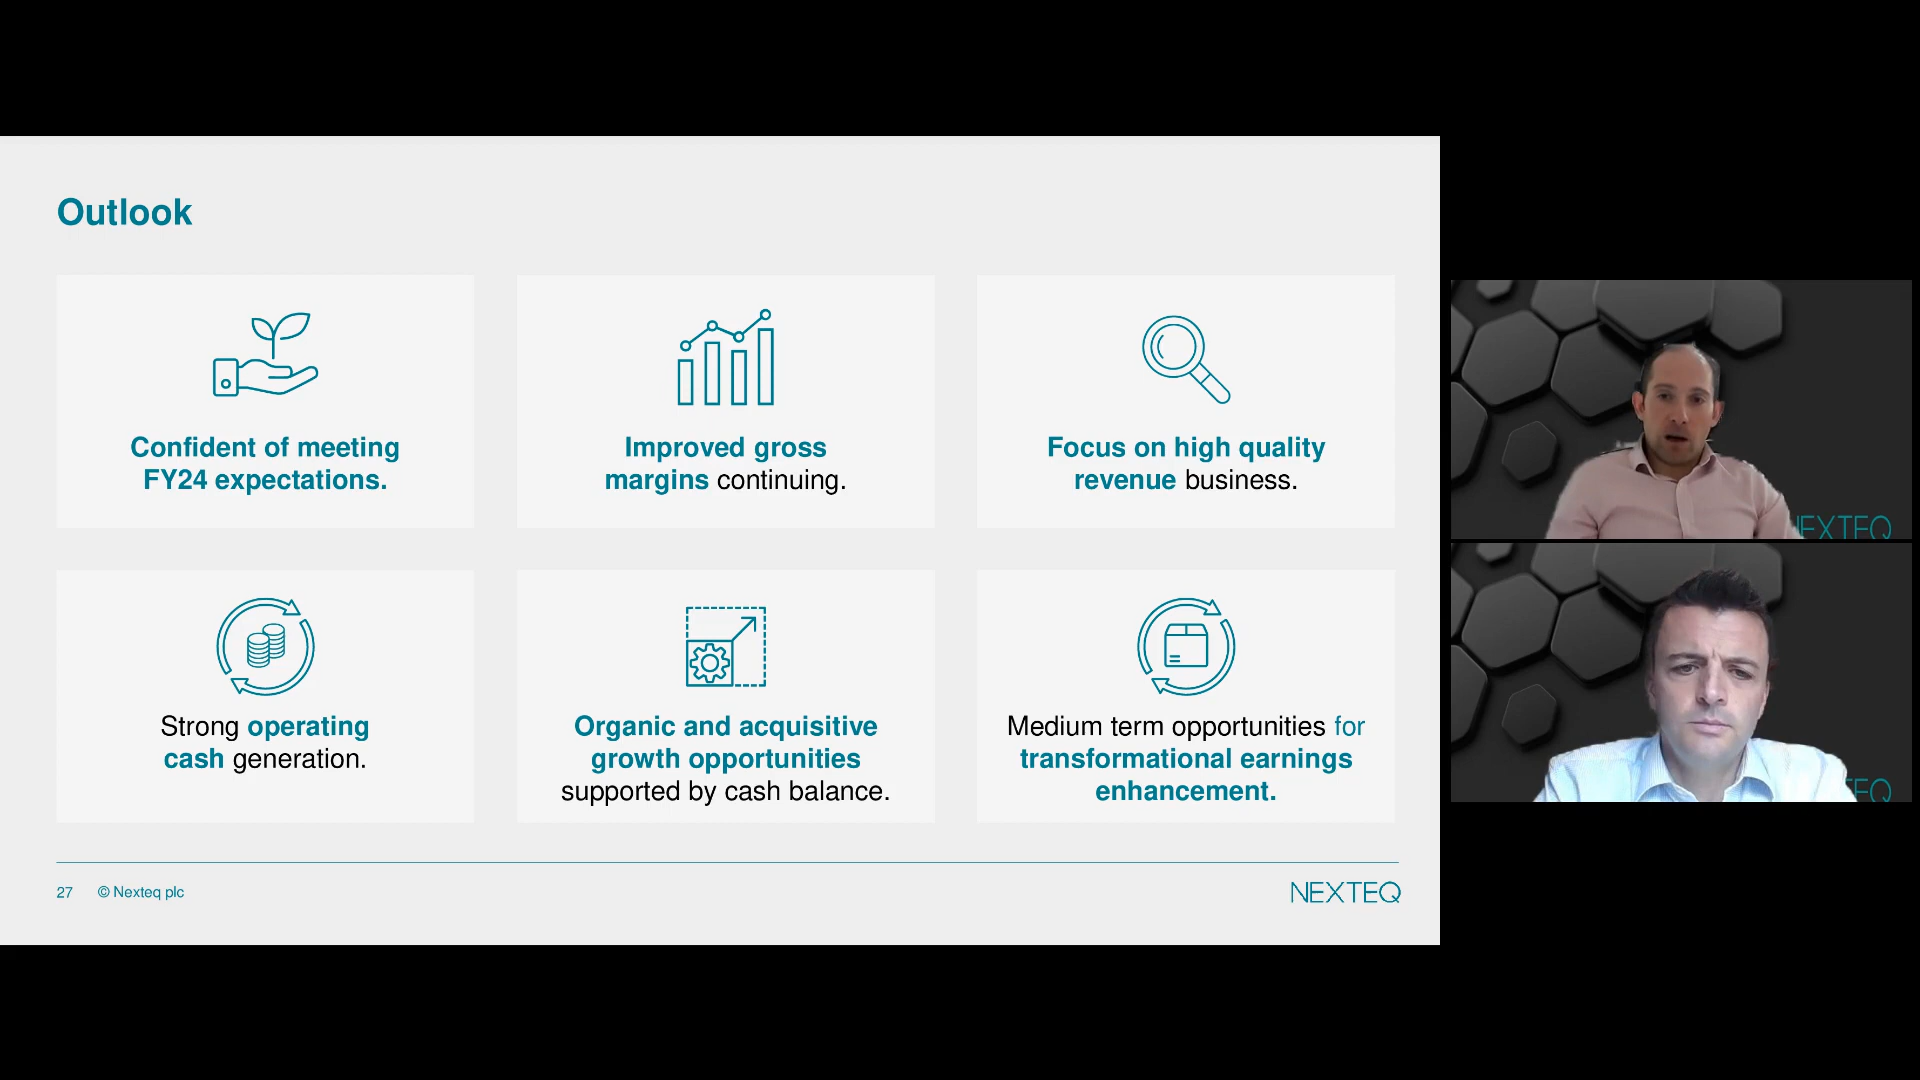 Outlook
Confident of meeting
FY24 expectations.
Improved gross
margins continuing.
Focus on high quality
revenue business.
Strong operating
cash generation.
Organic and acquisitive
growth opportunities
supported by cash balance.
Medium term opportunities for
transformational earnings
enhancement.
27 © Nexteq plc
NEXTEQ
NEXTEQ
EQ